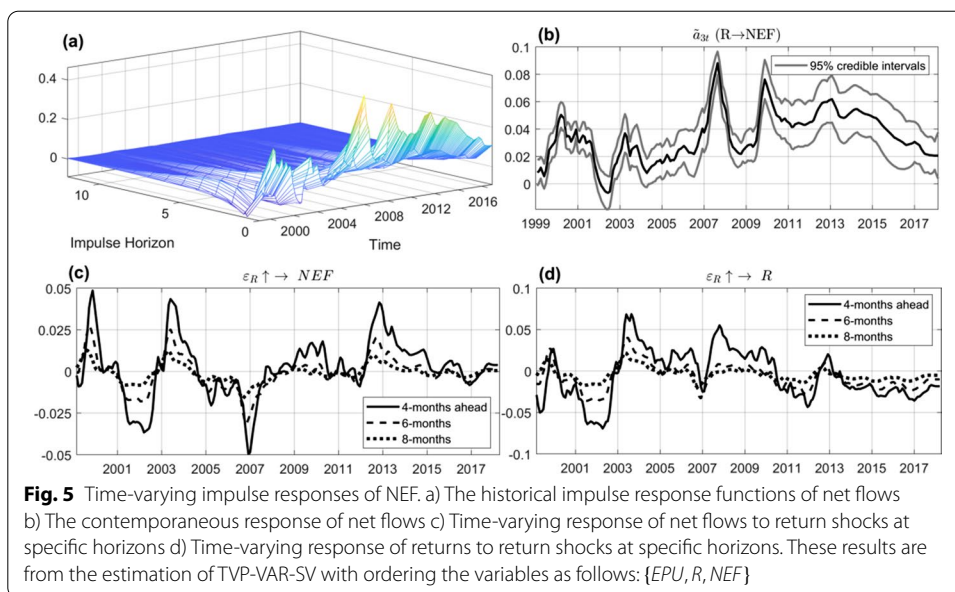 (a)
0.4
0.2
0
10
5
0
2000
2004
2008
2012
2016
Impulse Horizon
Time
(b)
ã₃ₜ (R→NEF)
0.1
0.08
0.06
0.04
0.02
0
95% credible intervals
1999 2001 2003 2005 2007 2009 2011 2013 2015 2017
(c)
εR ↑ → NEF
0.05
0.025
0
-0.025
0.05
4-months ahead
6-months
8-months
2001 2003 2005 2007 2009 2011 2013 2015 2017
(d)
εR ↑ → R
0.1
0.05
0
-0.05
-0.1
4-months ahead
6-months
8-months
2001 2003 2005 2007 2009 2011 2013 2015 2017
Fig. 5 Time-varying impulse responses of NEF. a) The historical impulse response functions of net flows
b) The contemporaneous response of net flows c) Time-varying response of net flows to return shocks at
specific horizons d) Time-varying response of returns to return shocks at specific horizons. These results are
from the estimation of TVP-VAR-SV with ordering the variables as follows: {EPU, R, NEF}